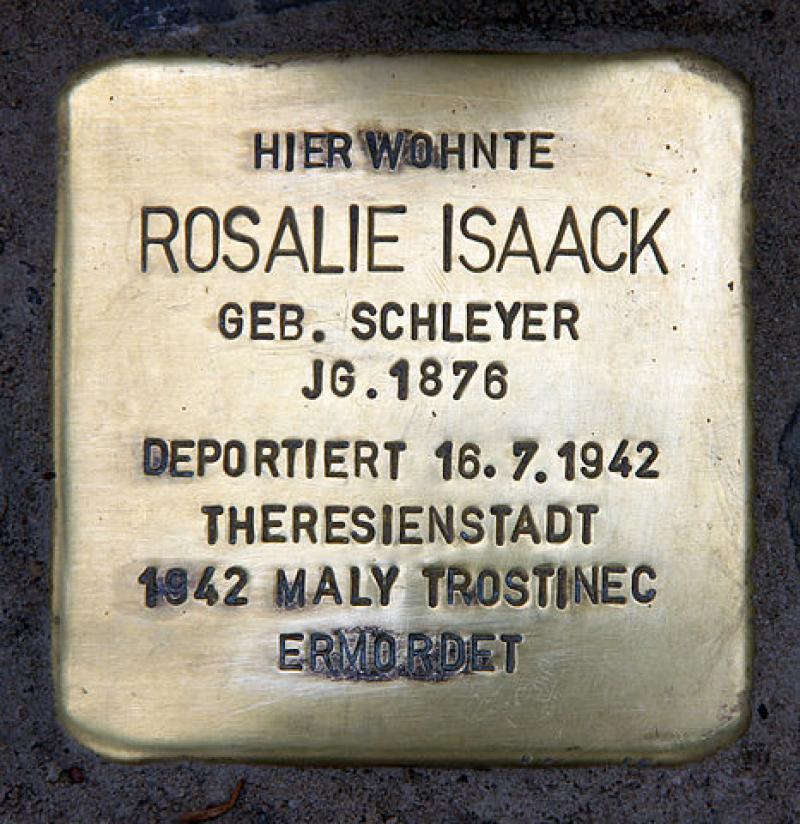 HIER WOHNTE
ROSALIE ISAACK
GEB. SCHLEYER
JG. 1876
DEPORTIERT 16.7.1942
THERESIENSTADT
1942 MALY TROSTINEC
ERMORDET